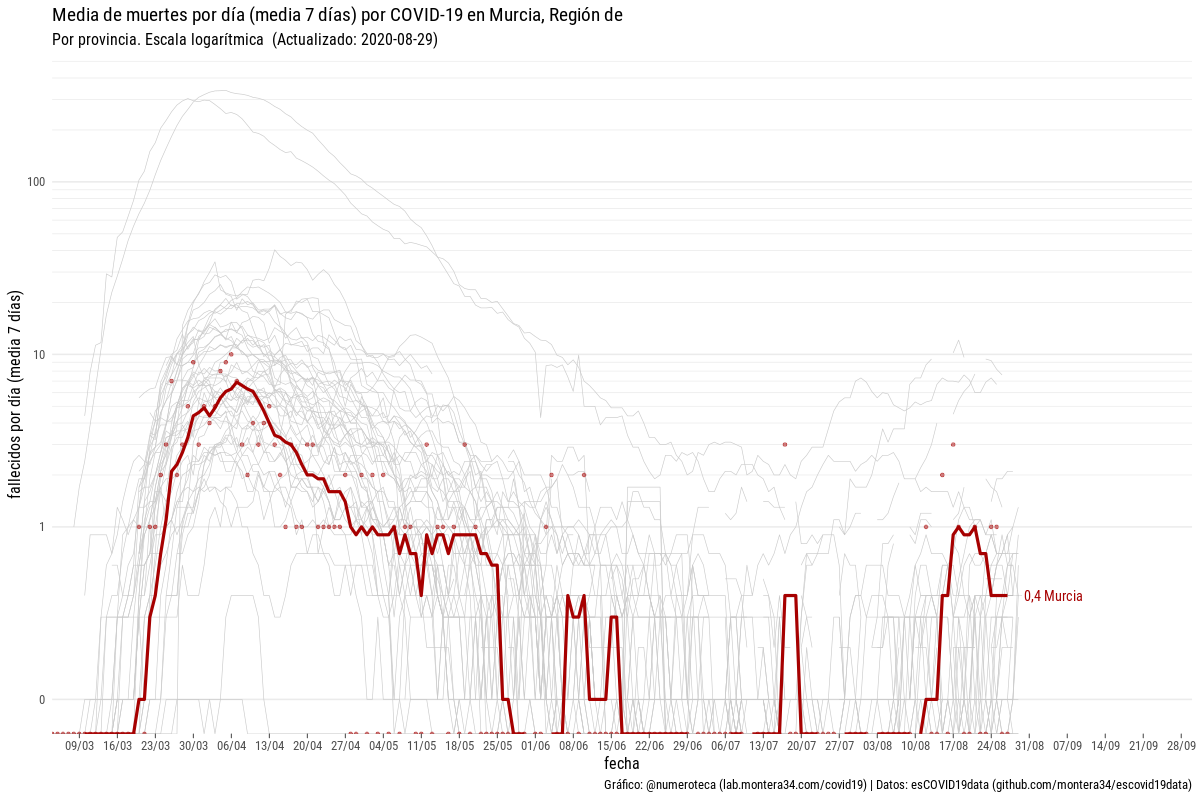 Media de muertes por día (media 7 días) por COVID-19 en Murcia, Región de
Por provincia. Escala logarítmica (Actualizado: 2020-08-29)
fallecidos por día (media 7 días)
100
10
1
0
0,4 Murcia
09/03 16/03 23/03 30/03 06/04 13/04 20/04 27/04 04/05 11/05 18/05 25/05 01/06 08/06 15/06 22/06 29/06 06/07 13/07 20/07 27/07 03/08 10/08 17/08 24/08 31/08 07/09 14/09 21/09 28/09
fecha
Gráfico: @numeroteca (lab.montera34.com/covid19) | Datos: esCOVID19data (github.com/montera34/escovid19data)